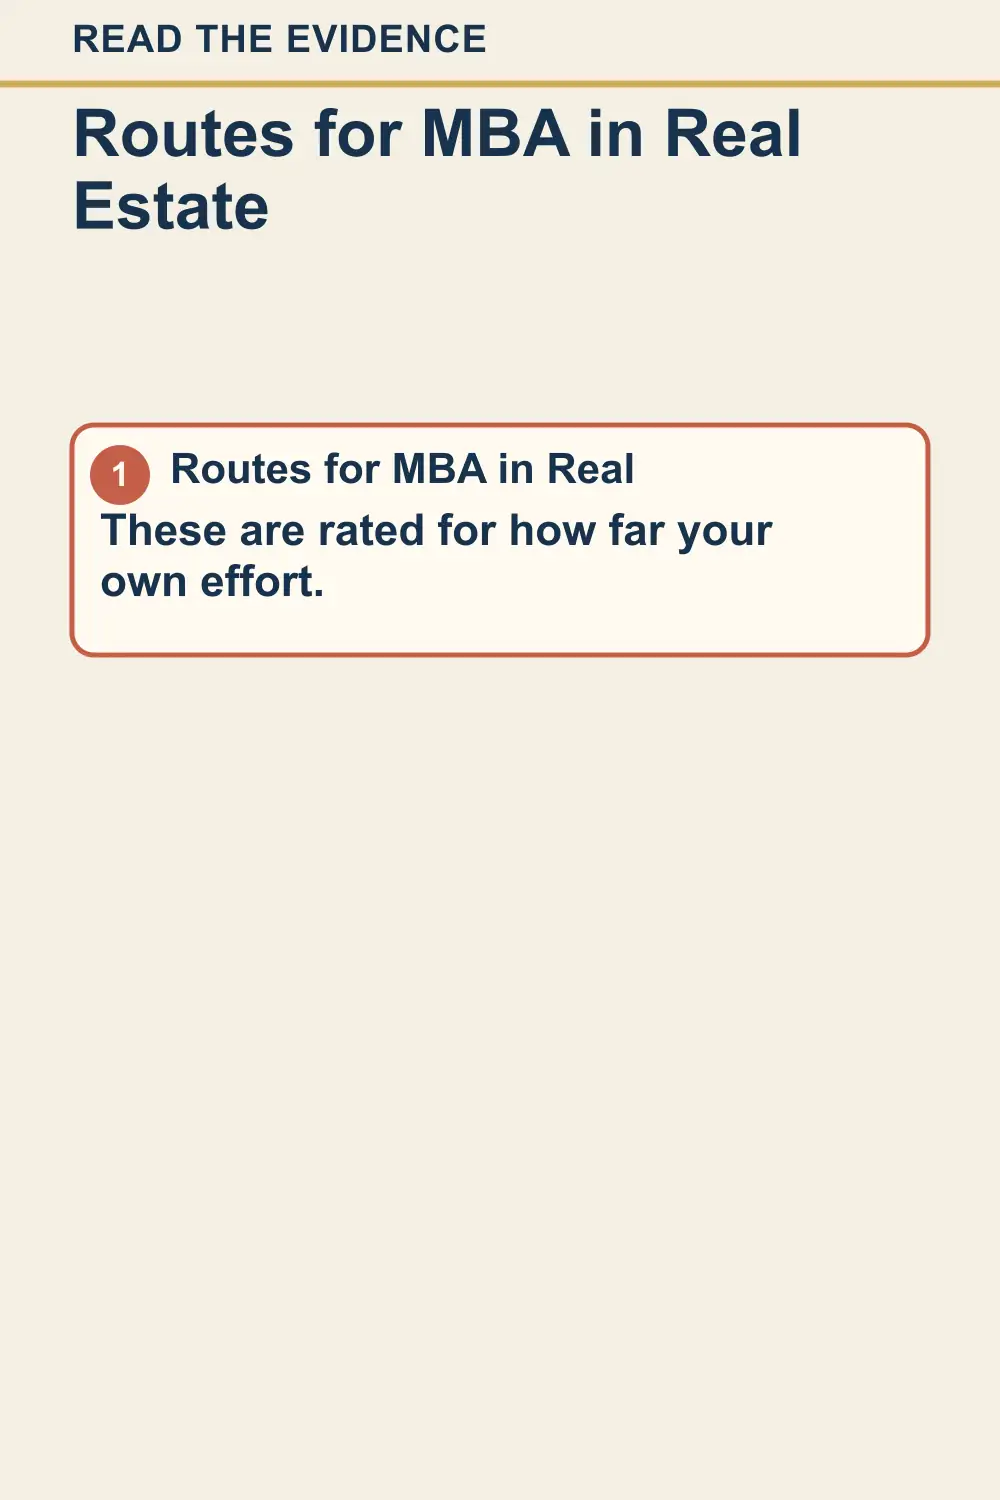 READ THE EVIDENCE
Routes for MBA in Real
Estate
1 Routes for MBA in Real
These are rated for how far your
own effort.